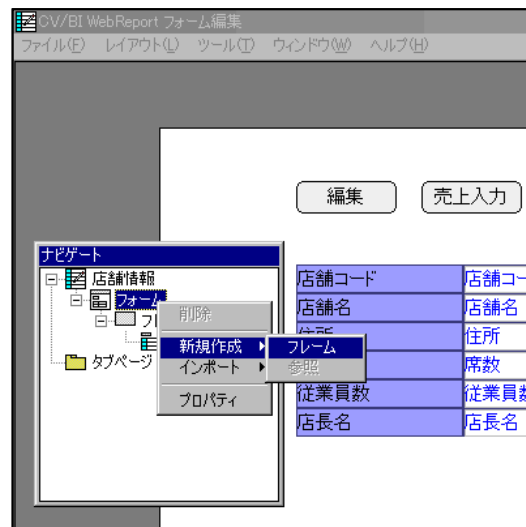 CV/BI WebReport フォーム編集
ファイル(F) レイアウト(L) ツール(T) ウィンドウ(W) ヘルプ(H)
編集 売上入力
ナビゲート
店舗情報
フォーム
タブページ
削除
新規作成
インポート
プロパティ
フレーム
参照
店舗コード 店舗コー
店舗名 店舗名
住所 住所
席数
従業員数 従業員数
店長名 店長名